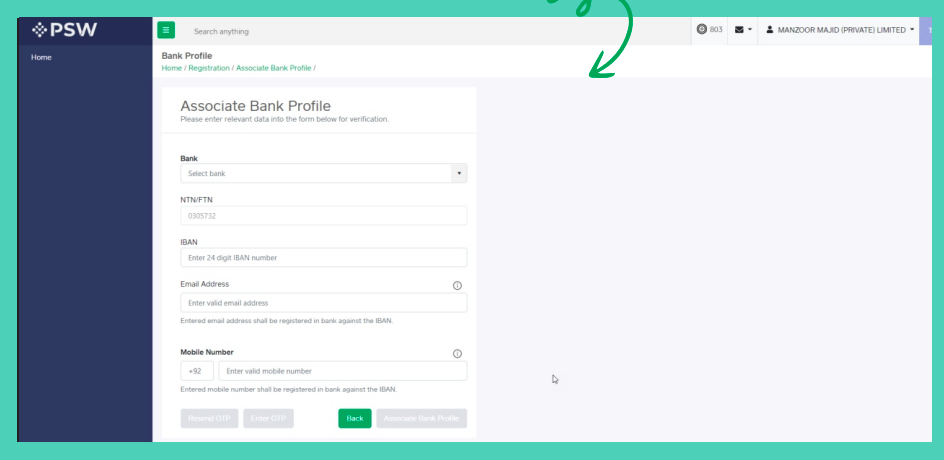 PSW
Search anything
803
MANZOOR MAJID (PRIVATE) LIMITED
Home
Bank Profile
Home / Registration / Associate Bank Profile /
Associate Bank Profile
Please enter relevant data into the form below for verification.
Bank
Select bank
NTN/FTN
0305732
IBAN
Enter 24 digit IBAN number
Email Address
Enter valid email address
Entered email address shall be registered in bank against the IBAN.
Mobile Number
+92 Enter valid mobile number
Entered mobile number shall be registered in bank against the IBAN.
Resend OTP Enter OTP Back Associate Bank Profile